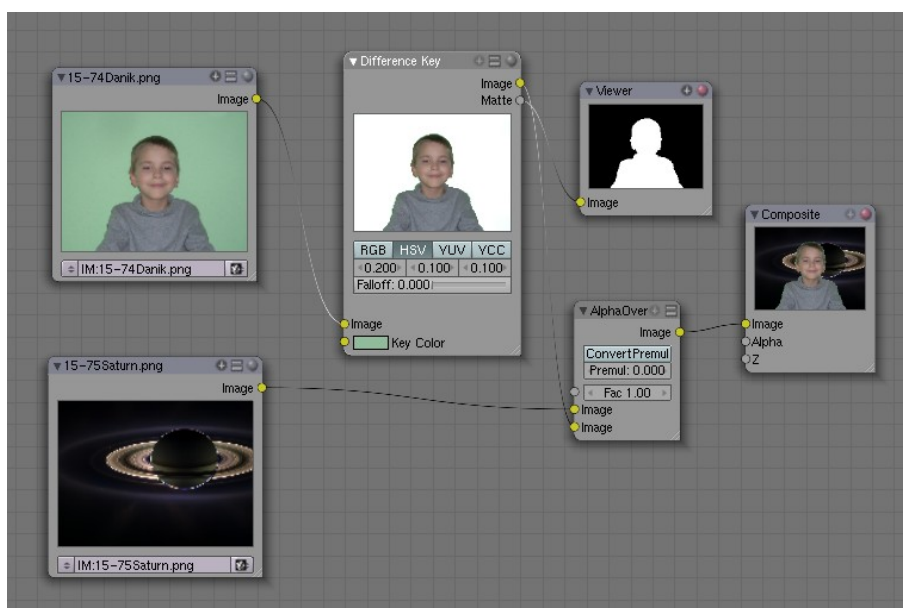 15-74Danik.png
Image
IM:15-74Danik.png
Difference Key
Image
Matte
RGB HSV YUV YCC
0.200 0.100 0.100
Falloff: 0.000
Image
Key Color
Viewer
Image
Composite
Image
Alpha
Z
AlphaOver
Image
ConvertPremul
Premul: 0.000
Fac 1.00
Image
Image
15-75Saturn.png
Image
IM:15-75Saturn.png